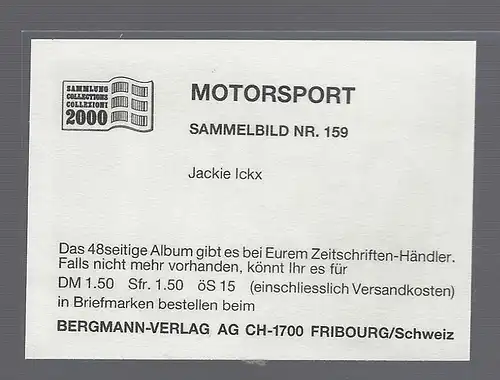 SAMMLUNG
COLLECTIONS
COLLEZIONI
2000
MOTORSPORT
SAMMELBILD NR. 159
Jackie Ickx
Das 48seitige Album gibt es bei Eurem Zeitschriften-Händler.
Falls nicht mehr vorhanden, könnt Ihr es für
DM 1.50 Sfr. 1.50 öS 15 (einschliesslich Versandkosten)
in Briefmarken bestellen beim
BERGMANN-VERLAG AG CH-1700 FRIBOURG/Schweiz